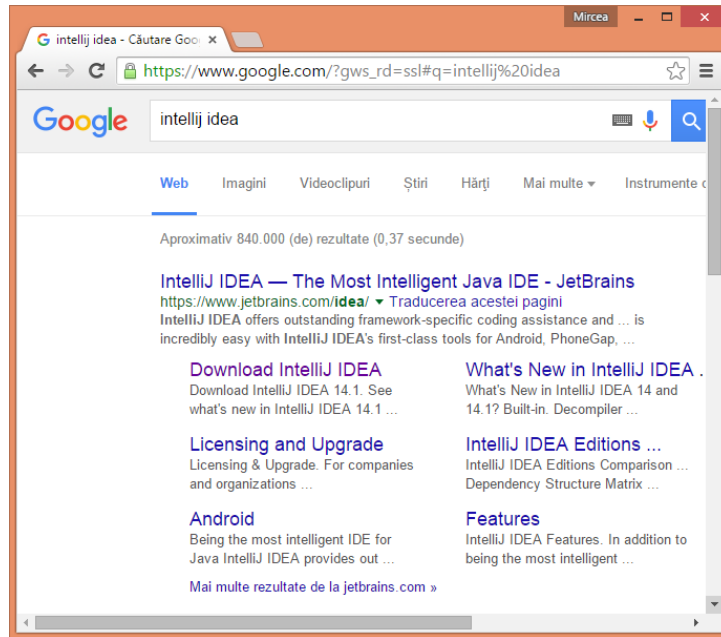 Mircea
intellij idea - Căutare Goo
https://www.google.com/?gws_rd=ssl#q=intellij%20idea
Google
intellij idea
Web Imagini Videoclipuri Știri Hărți Mai multe Instrumente
Aproximativ 840.000 (de) rezultate (0,37 secunde)
IntelliJ IDEA — The Most Intelligent Java IDE - JetBrains
https://www.jetbrains.com/idea/ Traducerea acestei pagini
IntelliJ IDEA offers outstanding framework-specific coding assistance and ... is
incredibly easy with IntelliJ IDEA's first-class tools for Android, PhoneGap, ...
Download IntelliJ IDEA
Download IntelliJ IDEA 14.1. See
what's new in IntelliJ IDEA 14.1 ...
What's New in IntelliJ IDEA .
What's New in IntelliJ IDEA 14 and
14.1? Built-in. Decompiler ...
Licensing and Upgrade
Licensing & Upgrade. For companies
and organizations ...
IntelliJ IDEA Editions ...
IntelliJ IDEA Editions Comparison ...
Dependency Structure Matrix ...
Android
Being the most intelligent IDE for
Java IntelliJ IDEA provides out ...
Features
IntelliJ IDEA Features. In addition to
being the most intelligent ...
Mai multe rezultate de la jetbrains.com »